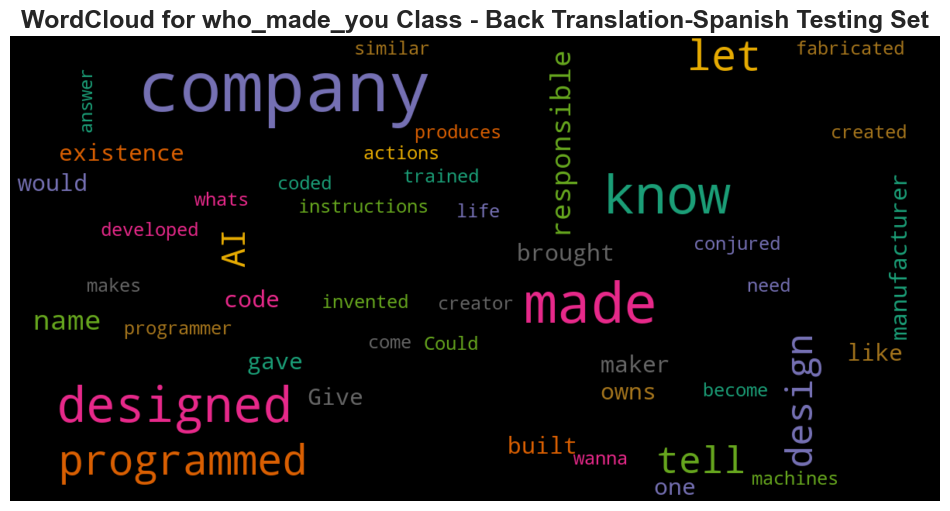 WordCloud for who_made_you Class - Back Translation-Spanish Testing Set
similar
let
fabricated
company
answer
responsible
produces
created
existence
actions
would
coded
trained
know
whats
instructions
life
manufacturer
developed
AI
brought
conjured
makes
code
invented
creator
made
need
name
programmer
come
Could
design
like
gave
maker
designed
Give
owns
become
programmed
built
wanna
tell
machines
one